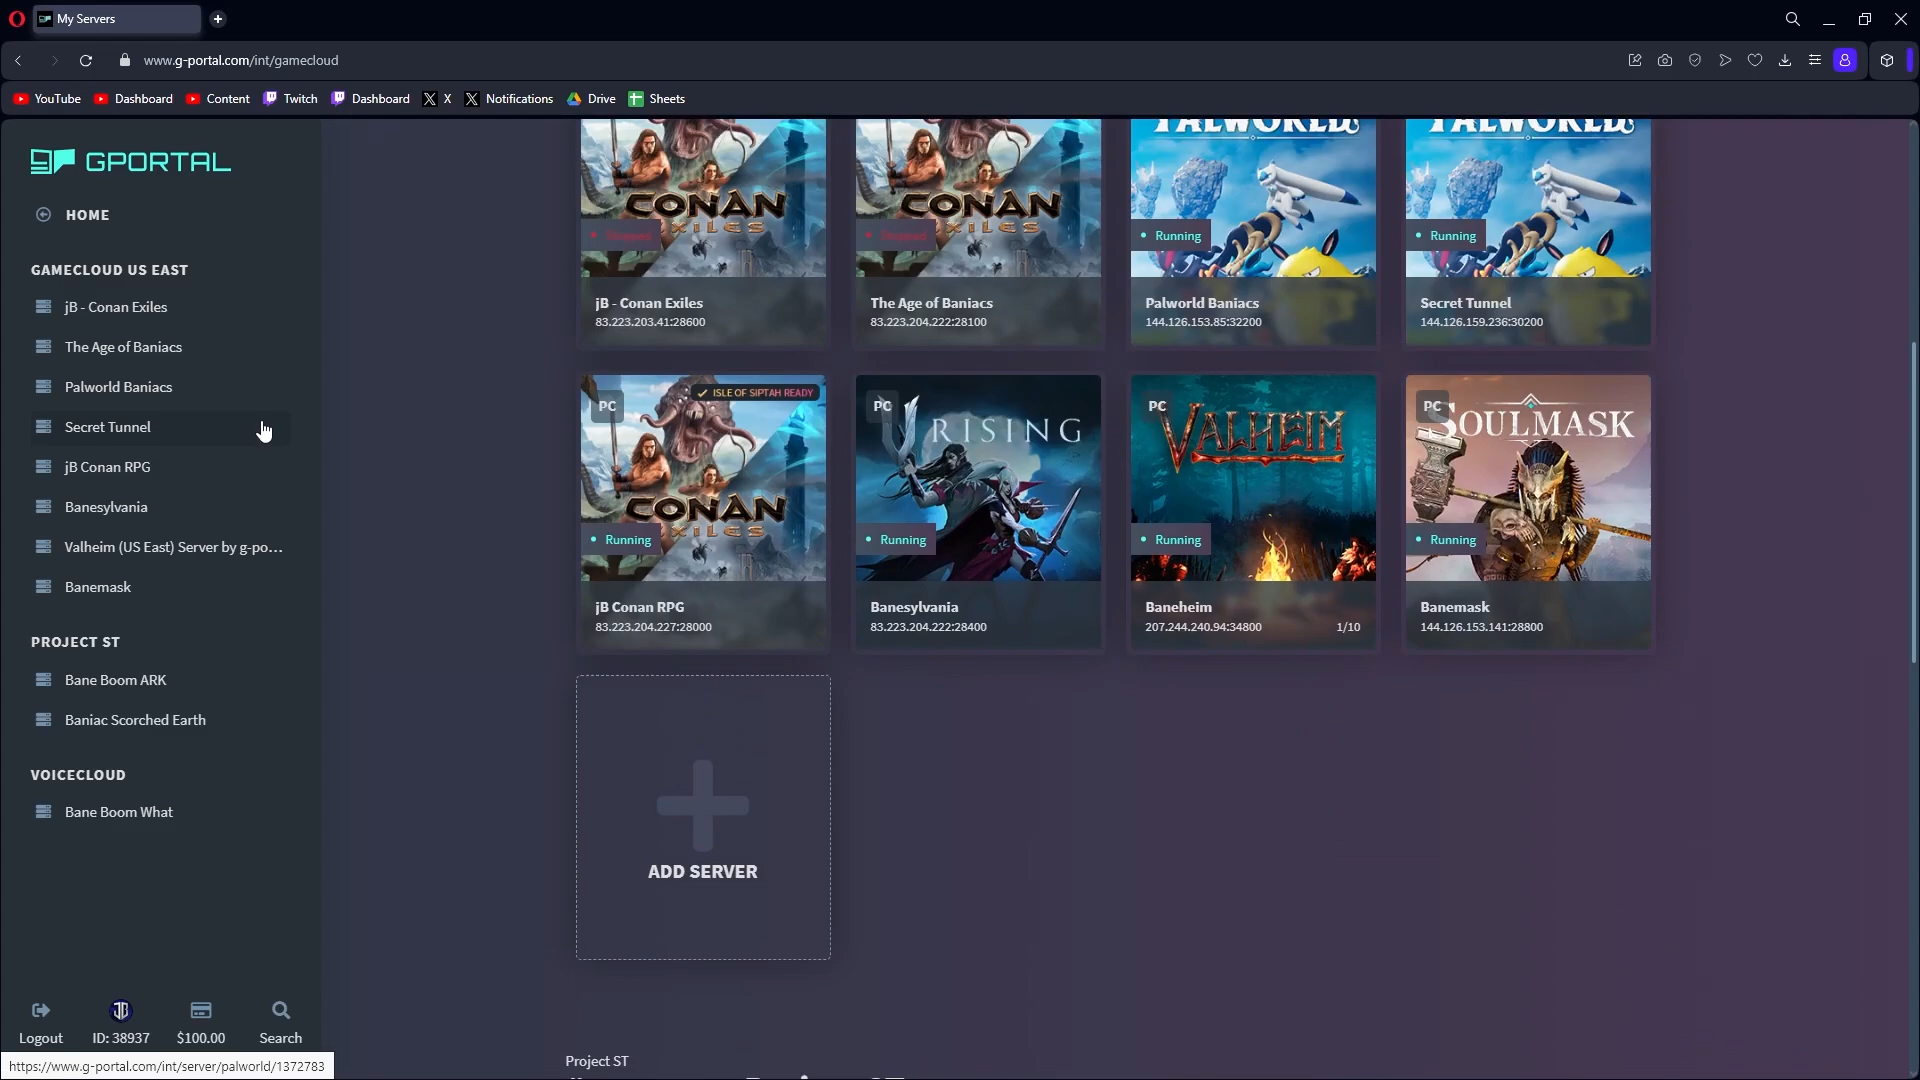 My Servers
www.g-portal.com/int/gamecloud
YouTube
Dashboard
Content
Twitch
Dashboard
X
Notifications
Drive
Sheets
GPORTAL
HOME
GAMECLOUD US EAST
jB - Conan Exiles
The Age of Baniacs
Palworld Baniacs
Secret Tunnel
jB Conan RPG
Banesylvania
Valheim (US East) Server by g-po...
Banemask
PROJECT ST
Bane Boom ARK
Baniac Scorched Earth
VOICECLOUD
Bane Boom What
Logout
ID: 38937
$100.00
Search
https://www.g-portal.com/int/server/palworld/1372783
CONAN
EXILES
Stopped
jB - Conan Exiles
83.223.203.41:28600
CONAN
EXILES
Stopped
The Age of Baniacs
83.223.204.222:28100
PALWORLD
Running
Palworld Baniacs
144.126.153.85:32200
PALWORLD
Running
Secret Tunnel
144.126.159.236:30200
PC
ISLE OF SIPTAH READY
CONAN
EXILES
Running
jB Conan RPG
83.223.204.227:28000
PC
V RISING
Running
Banesylvania
83.223.204.222:28400
PC
VALHEIM
Running
Baneheim
207.244.240.94:34800
1/10
PC
SOULMASK
Running
Banemask
144.126.153.141:28800
ADD SERVER
Project ST